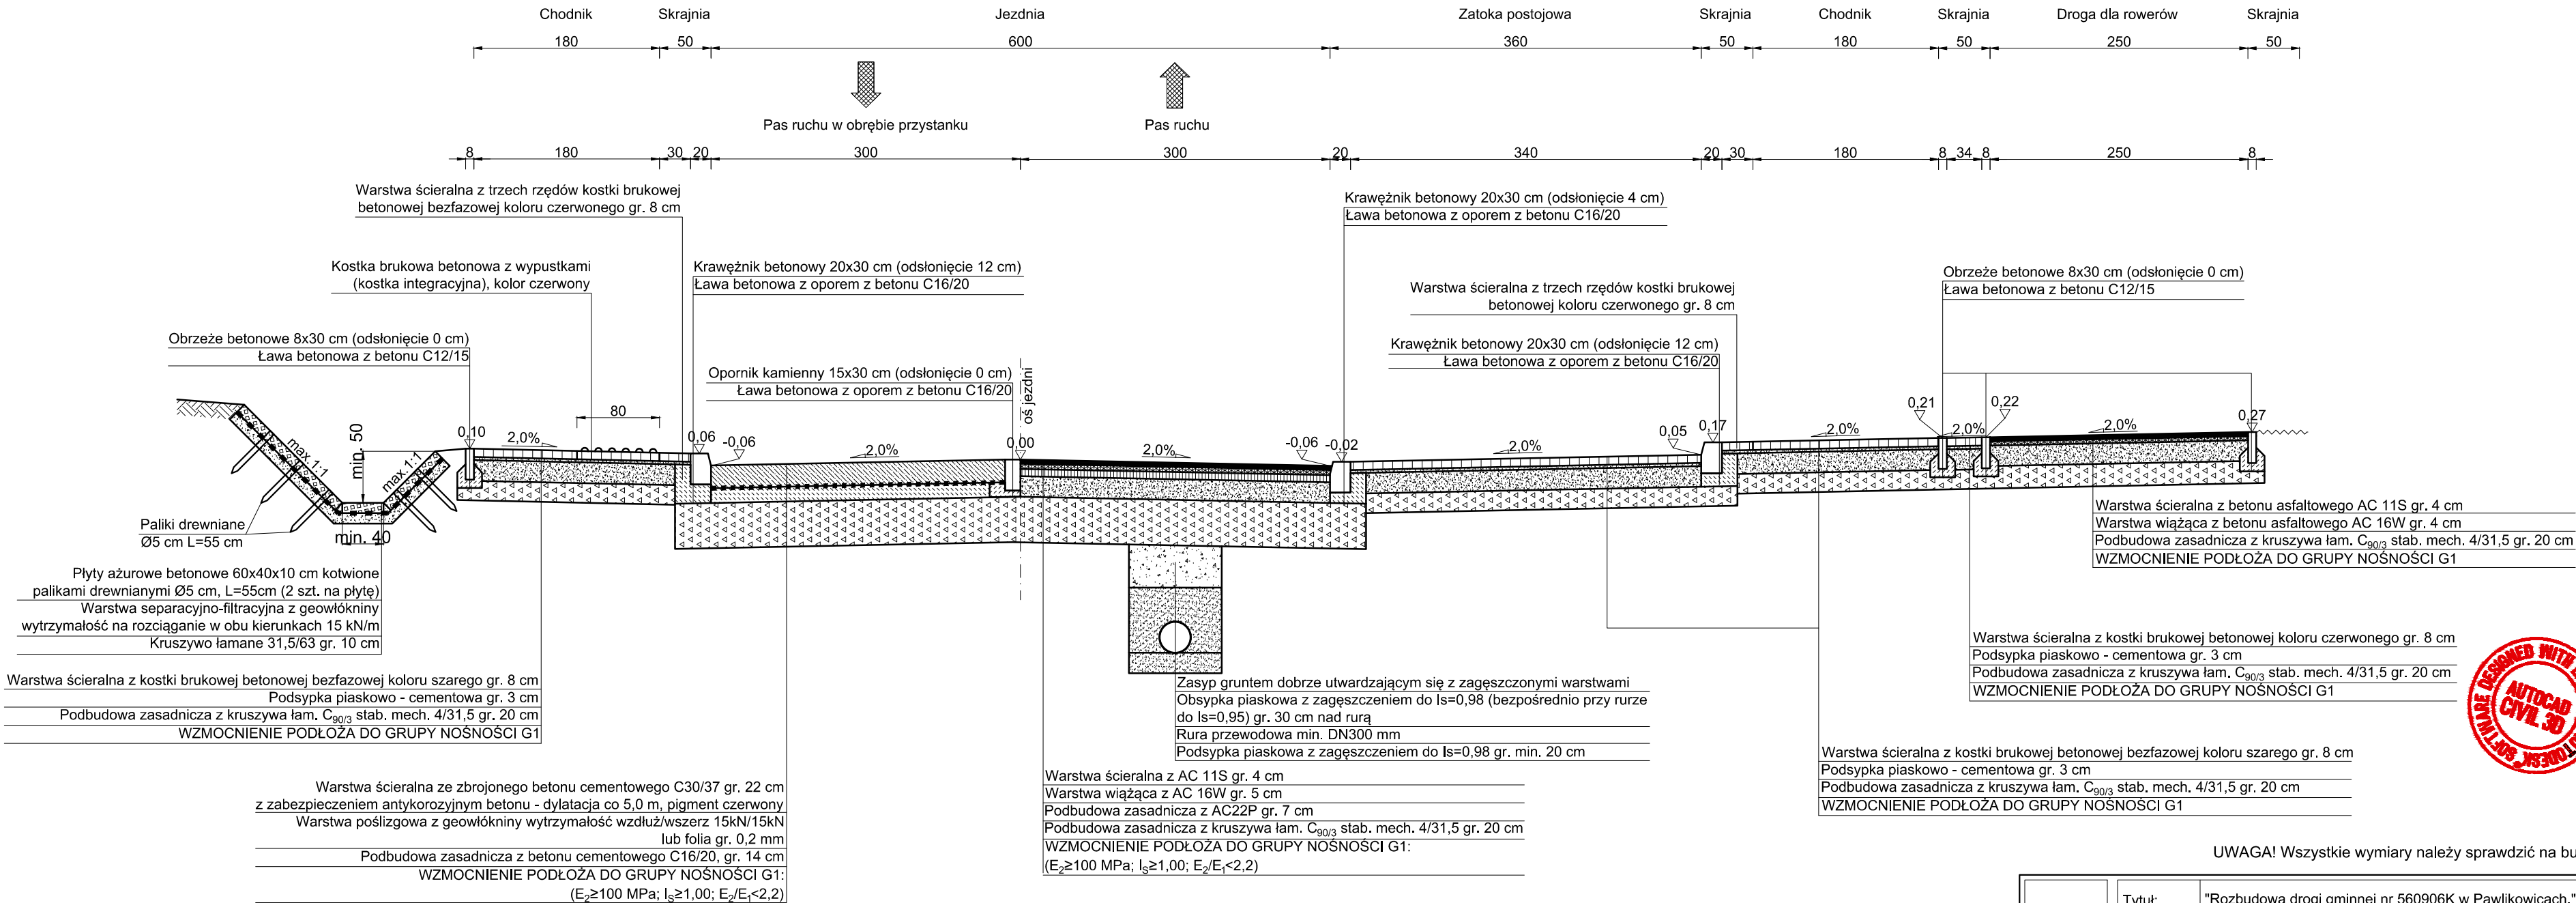 Chodnik Skrajnia Jezdnia Zatoka postojowa Skrajnia Chodnik Skrajnia Droga dla rowerów Skrajnia
180 50 600 360 50 180 50 250 50
Pas ruchu w obrębie przystanku Pas ruchu
8 180 30 20 300 300 20 340 20 30 180 8 34 8 250 8
Warstwa ścieralna z trzech rzędów kostki brukowej
betonowej bezfazowej koloru czerwonego gr. 8 cm
Krawężnik betonowy 20x30 cm (odsłonięcie 4 cm)
Ława betonowa z oporem z betonu C16/20
Kostka brukowa betonowa z wypustkami
(kostka integracyjna), kolor czerwony
Krawężnik betonowy 20x30 cm (odsłonięcie 12 cm)
Ława betonowa z oporem z betonu C16/20
Warstwa ścieralna z trzech rzędów kostki brukowej
betonowej koloru czerwonego gr. 8 cm
Obrzeże betonowe 8x30 cm (odsłonięcie 0 cm)
Ława betonowa z betonu C12/15
Obrzeże betonowe 8x30 cm (odsłonięcie 0 cm)
Ława betonowa z betonu C12/15
Opornik kamienny 15x30 cm (odsłonięcie 0 cm)
Ława betonowa z oporem z betonu C16/20
oś jezdni
Krawężnik betonowy 20x30 cm (odsłonięcie 12 cm)
Ława betonowa z oporem z betonu C16/20
80
0,10 2,0% 0,06 -0,06 2,0% 0,00 2,0% -0,06 -0,02 2,0% 0,05 0,17 2,0% 0,21 2,0% 0,22 2,0% 0,27
max.1:1
min. 50
max.1:1
min. 40
Paliki drewniane
Ø5 cm L=55 cm
Płyty ażurowe betonowe 60x40x10 cm kotwione
palikami drewnianymi Ø5 cm, L=55cm (2 szt. na płytę)
Warstwa separacyjno-filtracyjna z geowłókniny
wytrzymałość na rozciąganie w obu kierunkach 15 kN/m
Kruszywo łamane 31,5/63 gr. 10 cm
Warstwa ścieralna z kostki brukowej betonowej bezfazowej koloru szarego gr. 8 cm
Podsypka piaskowo - cementowa gr. 3 cm
Podbudowa zasadnicza z kruszywa łam. C90/3 stab. mech. 4/31,5 gr. 20 cm
WZMOCNIENIE PODŁOŻA DO GRUPY NOŚNOŚCI G1
Warstwa ścieralna ze zbrojonego betonu cementowego C30/37 gr. 22 cm
z zabezpieczeniem antykorozyjnym betonu - dylatacja co 5,0 m, pigment czerwony
Warstwa poślizgowa z geowłókniny wytrzymałość wzdłuż/wszerz 15kN/15kN
lub folia gr. 0,2 mm
Podbudowa zasadnicza z betonu cementowego C16/20, gr. 14 cm
WZMOCNIENIE PODŁOŻA DO GRUPY NOŚNOŚCI G1:
(E2≥100 MPa; IS≥1,00; E2/E1<2,2)
Zasyp gruntem dobrze utwardzającym się z zagęszczonymi warstwami
Obsypka piaskowa z zagęszczeniem do Is=0,98 (bezpośrednio przy rurze
do Is=0,95) gr. 30 cm nad rurą
Rura przewodowa min. DN300 mm
Podsypka piaskowa z zagęszczeniem do Is=0,98 gr. min. 20 cm
Warstwa ścieralna z AC 11S gr. 4 cm
Warstwa wiążąca z AC 16W gr. 5 cm
Podbudowa zasadnicza z AC22P gr. 7 cm
Podbudowa zasadnicza z kruszywa łam. C90/3 stab. mech. 4/31,5 gr. 20 cm
WZMOCNIENIE PODŁOŻA DO GRUPY NOŚNOŚCI G1:
(E2≥100 MPa; IS≥1,00; E2/E1<2,2)
Warstwa ścieralna z betonu asfaltowego AC 11S gr. 4 cm
Warstwa wiążąca z betonu asfaltowego AC 16W gr. 4 cm
Podbudowa zasadnicza z kruszywa łam. C90/3 stab. mech. 4/31,5 gr. 20 cm
WZMOCNIENIE PODŁOŻA DO GRUPY NOŚNOŚCI G1
Warstwa ścieralna z kostki brukowej betonowej koloru czerwonego gr. 8 cm
Podsypka piaskowo - cementowa gr. 3 cm
Podbudowa zasadnicza z kruszywa łam. C90/3 stab. mech. 4/31,5 gr. 20 cm
WZMOCNIENIE PODŁOŻA DO GRUPY NOŚNOŚCI G1
Warstwa ścieralna z kostki brukowej betonowej bezfazowej koloru szarego gr. 8 cm
Podsypka piaskowo - cementowa gr. 3 cm
Podbudowa zasadnicza z kruszywa łam. C90/3 stab. mech. 4/31,5 gr. 20 cm
WZMOCNIENIE PODŁOŻA DO GRUPY NOŚNOŚCI G1
DESIGNED WITH
AUTOCAD
CIVIL 3D
AUTODESK® SOFTWARE
UWAGA! Wszystkie wymiary należy sprawdzić na bu
Tytuł: "Rozbudowa drogi gminnej nr 560906K w Pawlikowicach."